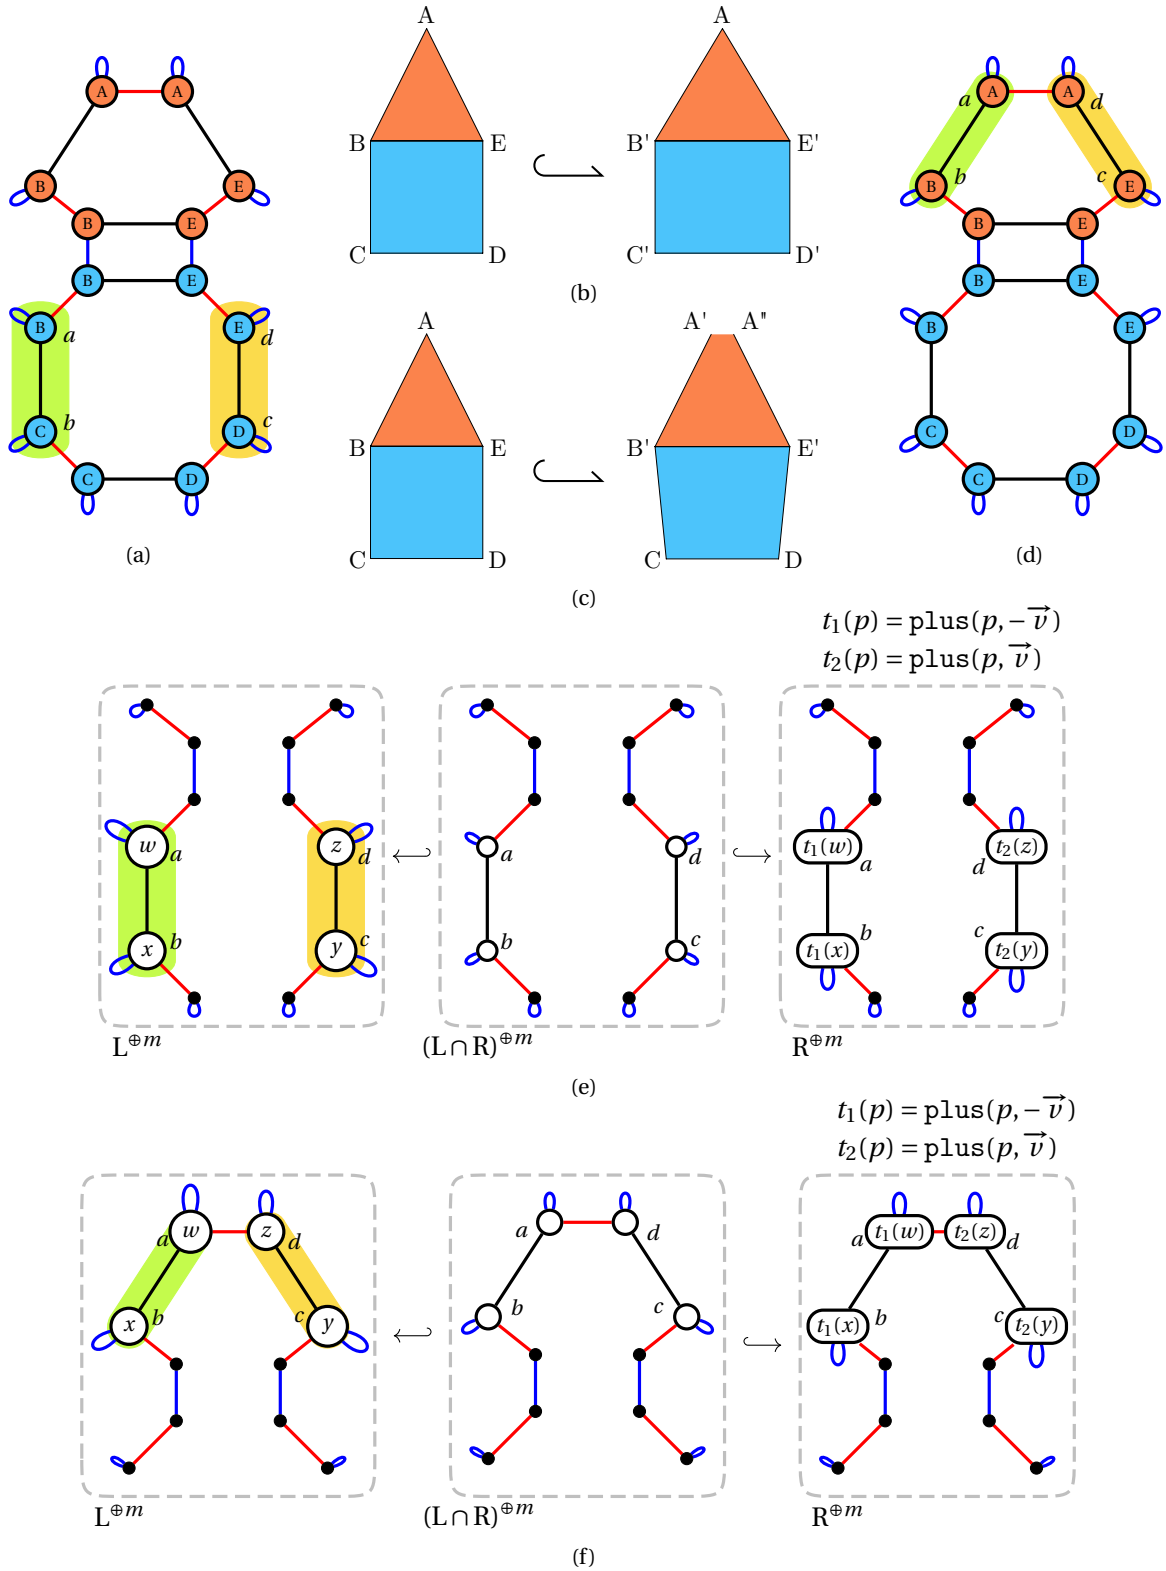 A A
B E
B E
B E
B a E d
C b D c
C D
(a)
A
B E
C D
A
B' E'
C' D'
(b)
A
B E
C D
A' A"
B' E'
C D
(c)
a A A d
B b c E
B E
B E
B E
C D
C D
(d)
t₁(p) = plus(p, −v⃗)
t₂(p) = plus(p, v⃗)
w a z d
x b y c
L⊕m
a d
b c
(L ∩ R)⊕m
t₁(w) a d t₂(z)
t₁(x) b c t₂(y)
R⊕m
(e)
t₁(p) = plus(p, −v⃗)
t₂(p) = plus(p, v⃗)
a w z d
x b c y
L⊕m
a d
b c
(L ∩ R)⊕m
a t₁(w) t₂(z) d
t₁(x) b c t₂(y)
R⊕m
(f)